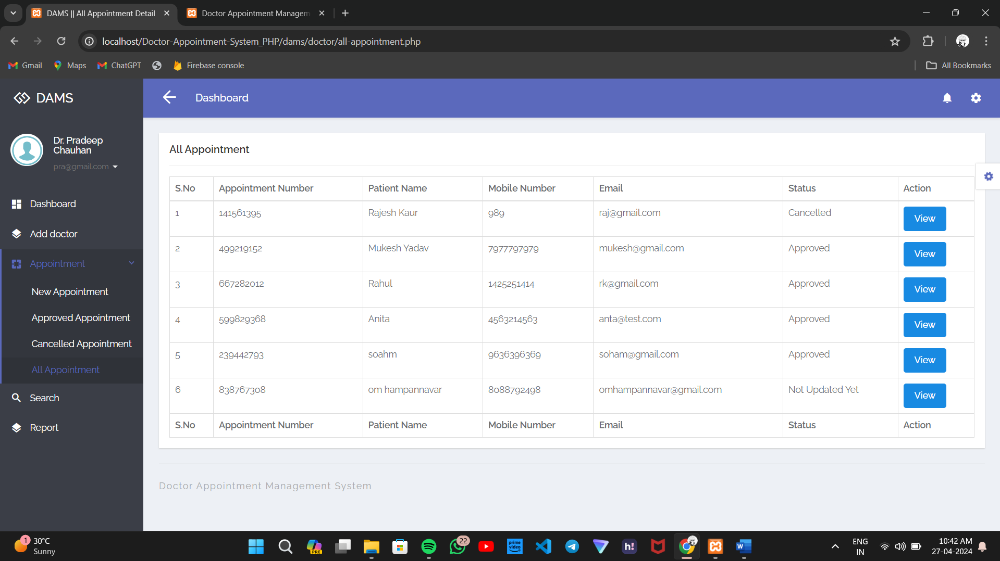 DAMS || All Appointment Detail
Doctor Appointment Managem
localhost/Doctor-Appointment-System_PHP/dams/doctor/all-appointment.php
Gmail Maps ChatGPT Firebase console All Bookmarks
DAMS
Dashboard
Dr. Pradeep
Chauhan
pra@gmail.com
Dashboard
Add doctor
Appointment
New Appointment
Approved Appointment
Cancelled Appointment
All Appointment
Search
Report
All Appointment
S.No Appointment Number Patient Name Mobile Number Email Status Action
1 141561395 Rajesh Kaur 989 raj@gmail.com Cancelled View
2 499219152 Mukesh Yadav 7977797979 mukesh@gmail.com Approved View
3 667282012 Rahul 1425251414 rk@gmail.com Approved View
4 599829368 Anita 4563214563 anta@test.com Approved View
5 239442793 soahm 9636396369 soham@gmail.com Approved View
6 838767308 om hampannavar 8088792498 omhampannavar@gmail.com Not Updated Yet View
S.No Appointment Number Patient Name Mobile Number Email Status Action
Doctor Appointment Management System
1
30°C
Sunny
PRE
22
prime video
h!
W
ENG
IN
10:42 AM
27-04-2024